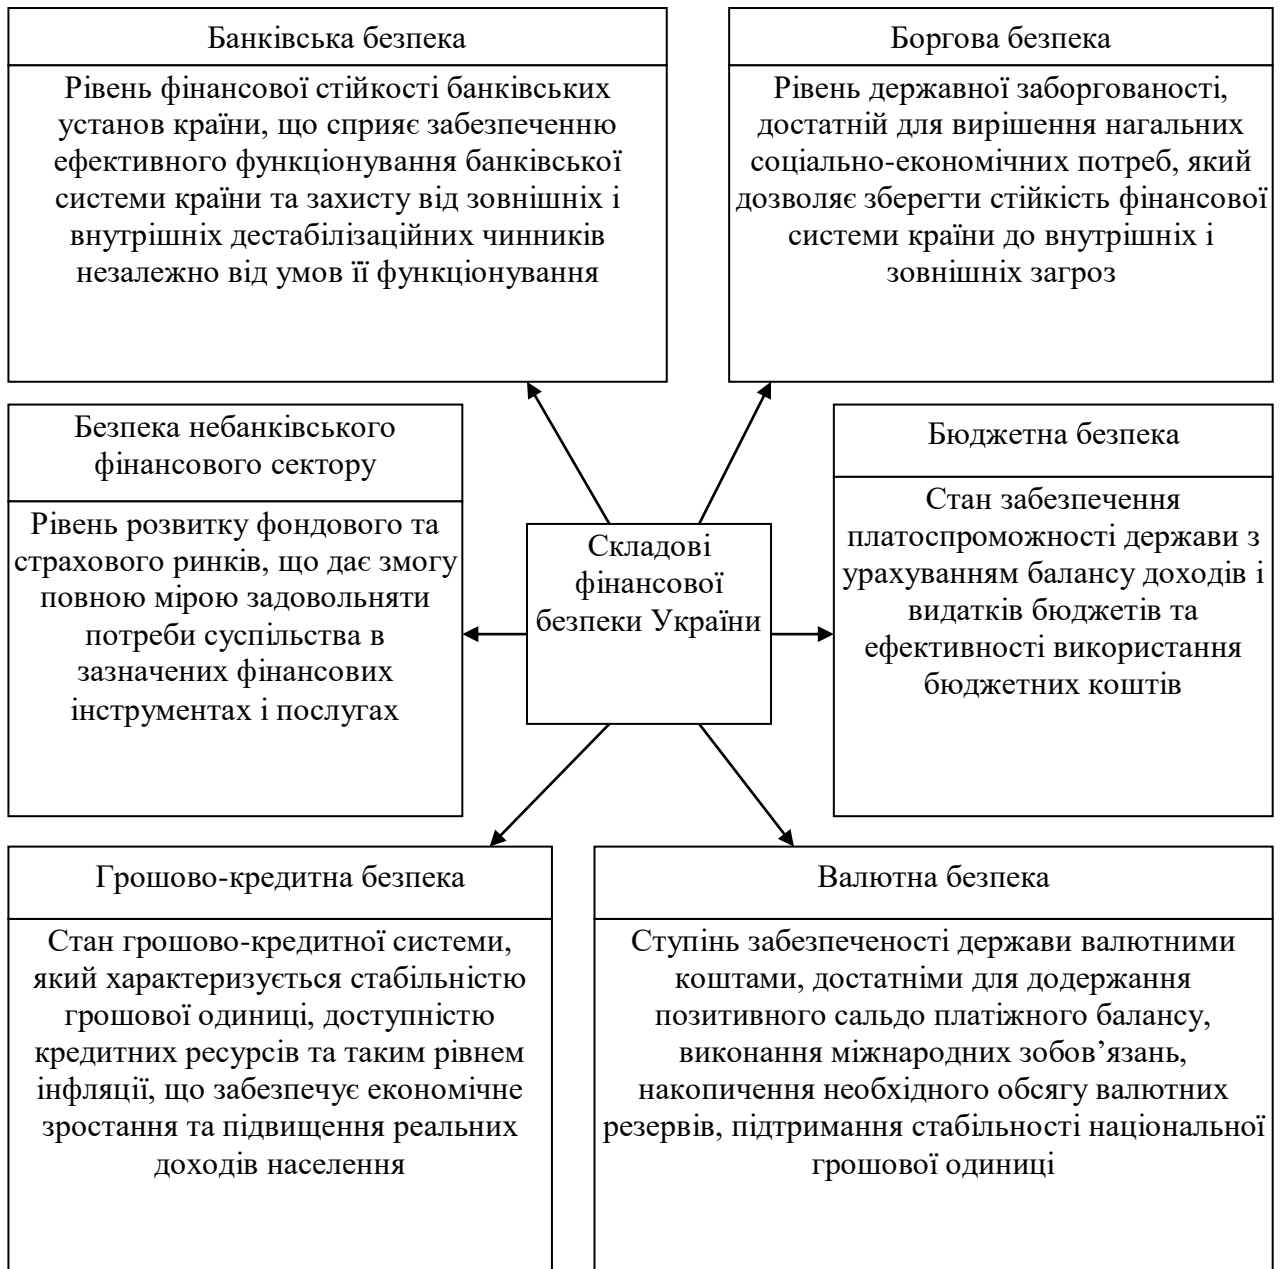 Банківська безпека
Рівень фінансової стійкості банківських
установ країни, що сприяє забезпеченню
ефективного функціонування банківської
системи країни та захисту від зовнішніх і
внутрішніх дестабілізаційних чинників
незалежно від умов її функціонування
Боргова безпека
Рівень державної заборгованості,
достатній для вирішення нагальних
соціально-економічних потреб, який
дозволяє зберегти стійкість фінансової
системи країни до внутрішніх і
зовнішніх загроз
Безпека небанківського
фінансового сектору
Рівень розвитку фондового та
страхового ринків, що дає змогу
повною мірою задовольняти
потреби суспільства в
зазначених фінансових
інструментах і послугах
Складові
фінансової
безпеки України
Бюджетна безпека
Стан забезпечення
платоспроможності держави з
урахуванням балансу доходів і
видатків бюджетів та
ефективності використання
бюджетних коштів
Грошово-кредитна безпека
Стан грошово-кредитної системи,
який характеризується стабільністю
грошової одиниці, доступністю
кредитних ресурсів та таким рівнем
інфляції, що забезпечує економічне
зростання та підвищення реальних
доходів населення
Валютна безпека
Ступінь забезпеченості держави валютними
коштами, достатніми для додержання
позитивного сальдо платіжного балансу,
виконання міжнародних зобов’язань,
накопичення необхідного обсягу валютних
резервів, підтримання стабільності національної
грошової одиниці